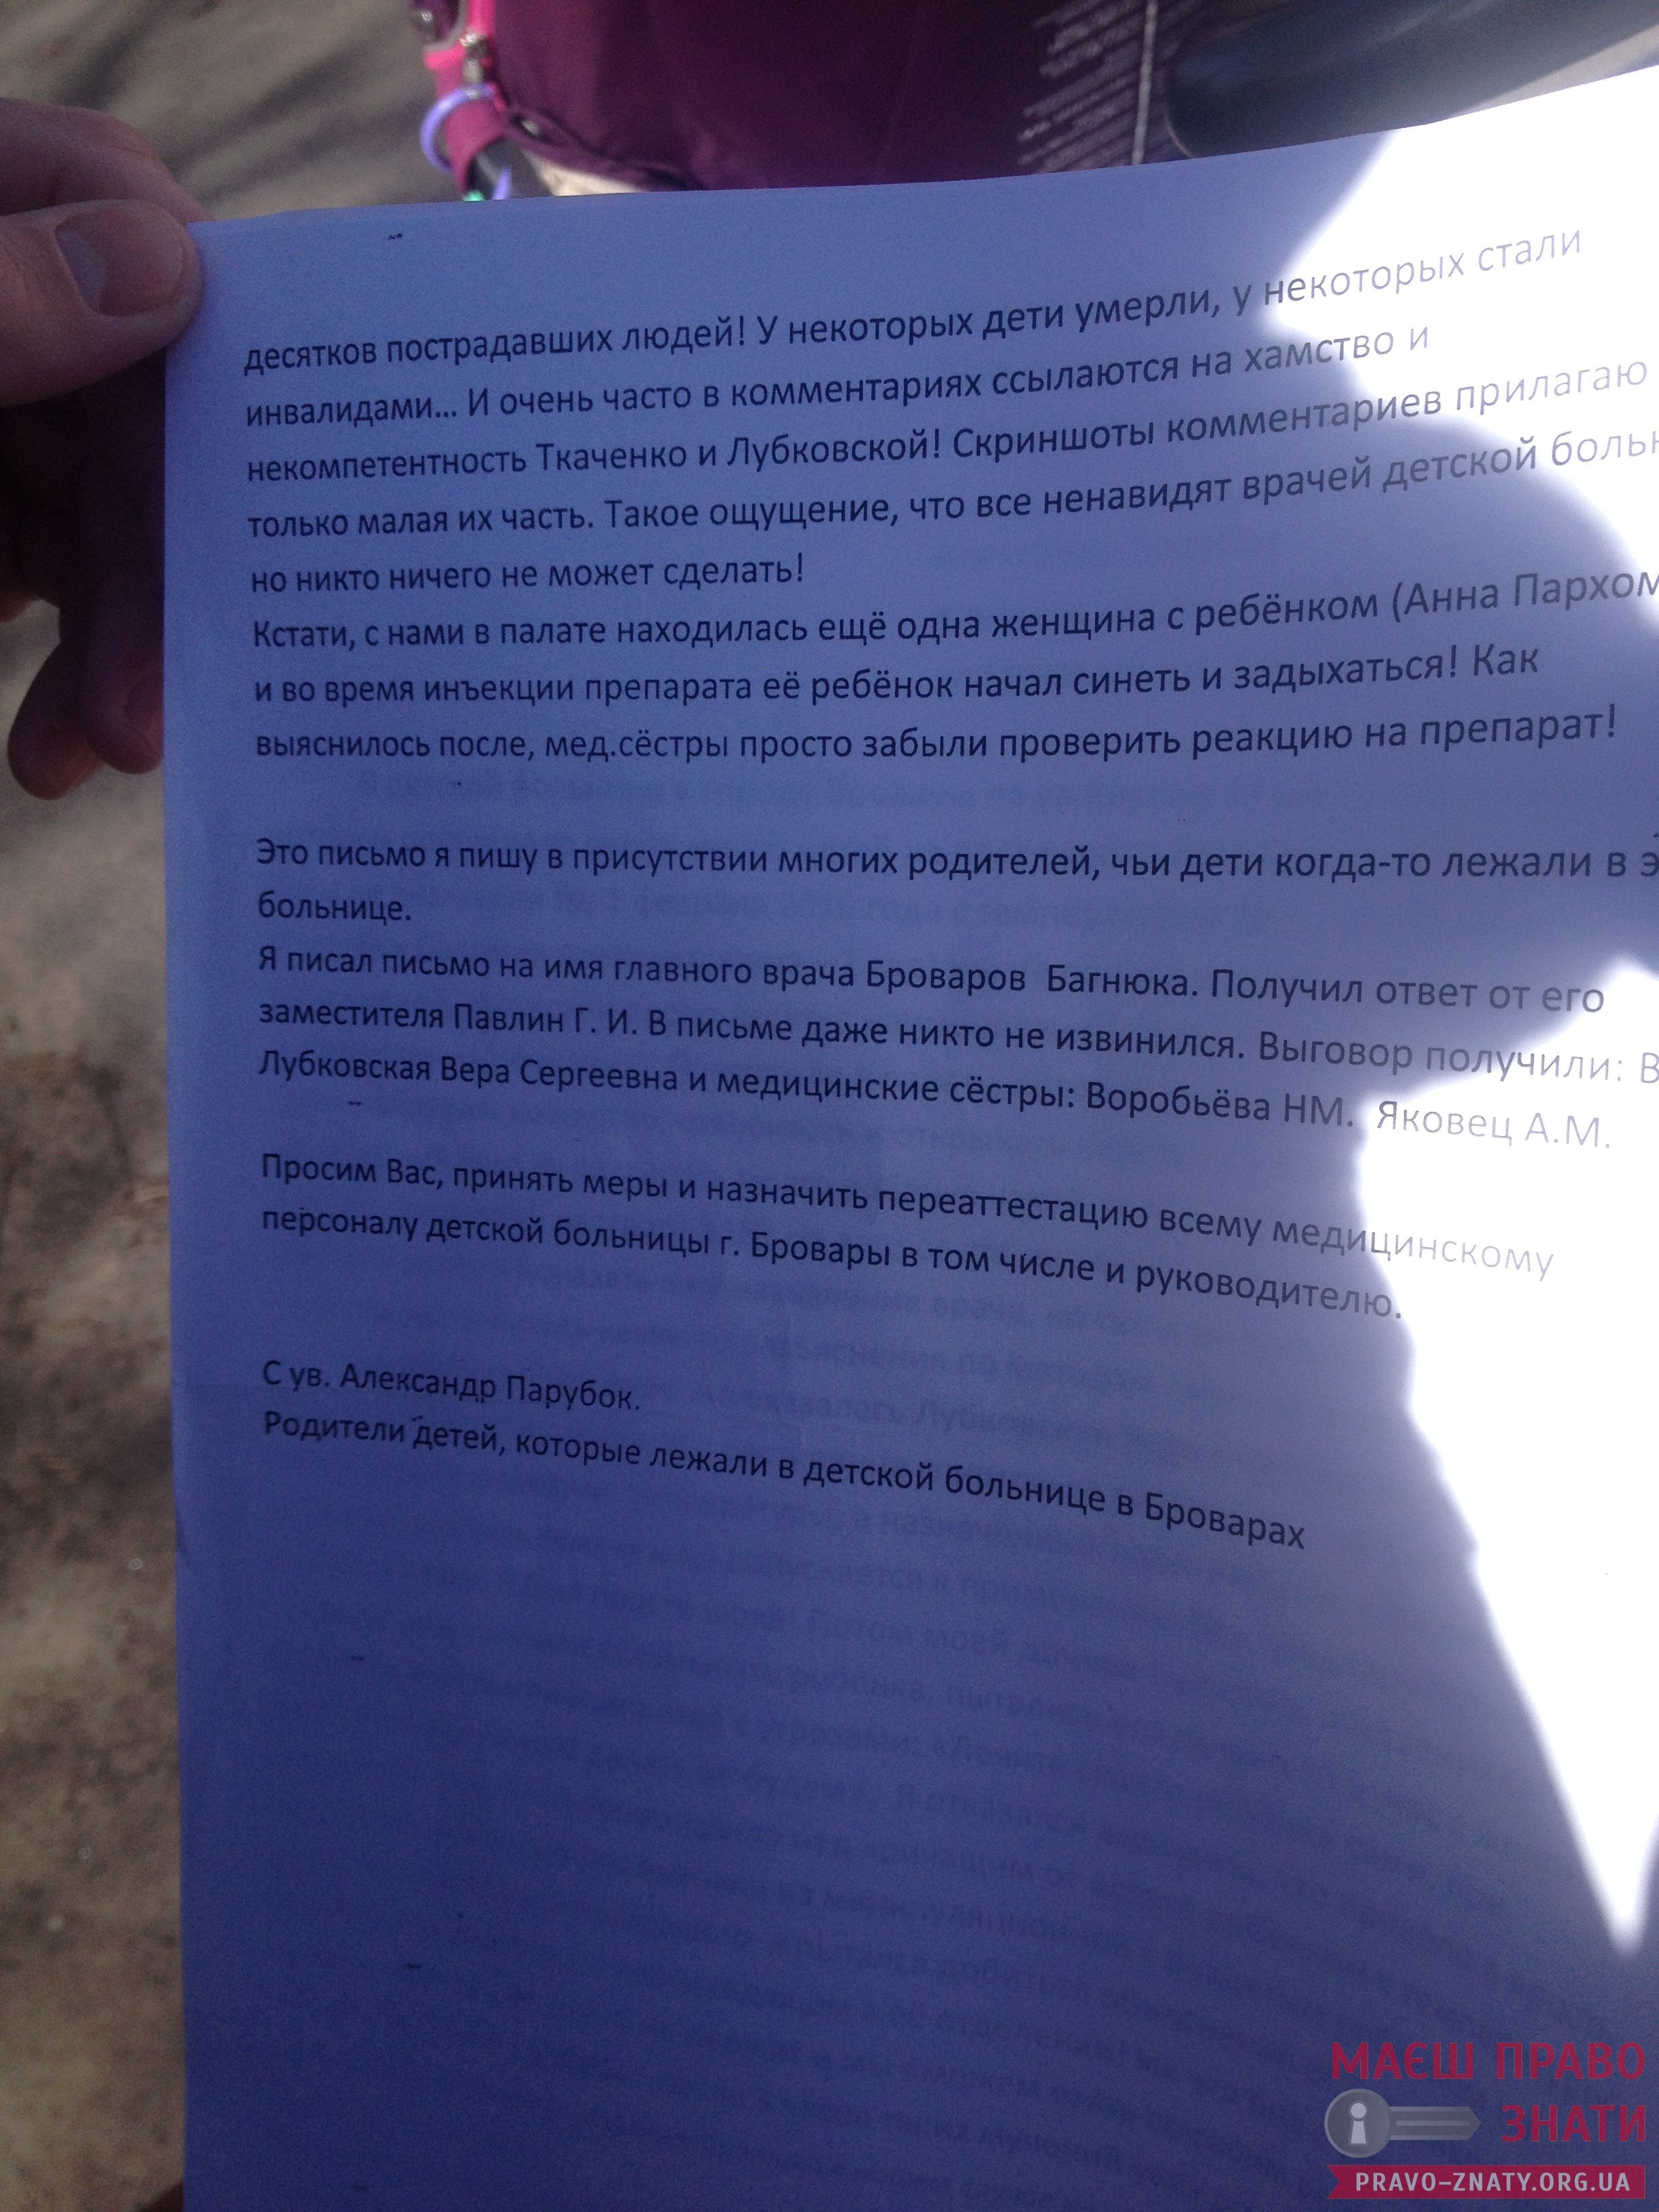 десятков пострадавших людей! У некоторых дети умерли, у некоторых стали
инвалидами... И очень часто в комментариях ссылаются на хамство и
некомпетентность Ткаченко и Лубковской! Скриншоты комментариев прилагаю
только малая их часть. Такое ощущение, что все ненавидят врачей детской
но никто ничего не может сделать!
Кстати, с нами в палате находилась ещё одна женщина с ребёнком (Анна
и во время инъекции препарата её ребёнок начал синеть и задыхаться! Как
выяснилось после, мед.сёстры просто забыли проверить реакцию на препарат!
Это письмо я пишу в присутствии многих родителей, чьи дети когда-то лежали в
больнице.
Я писал письмо на имя главного врача Броваров Багнюка. Получил ответ от его
заместителя Павлин Г. И. В письме даже никто не извинился. Выговор получили:
Лубковская Вера Сергеевна и медицинские сёстры: Воробьёва НМ. Яковец А.М.
Просим Вас, принять меры и назначить переаттестацию всему медицинскому
персоналу детской больницы г. Бровары в том числе и руководителю.
С ув. Александр Парубок.
Родители детей, которые лежали в детской больнице в Броварах
МАЄШ ПРАВО
ЗНАТИ
PRAVO-ZNATY.ORG.UA